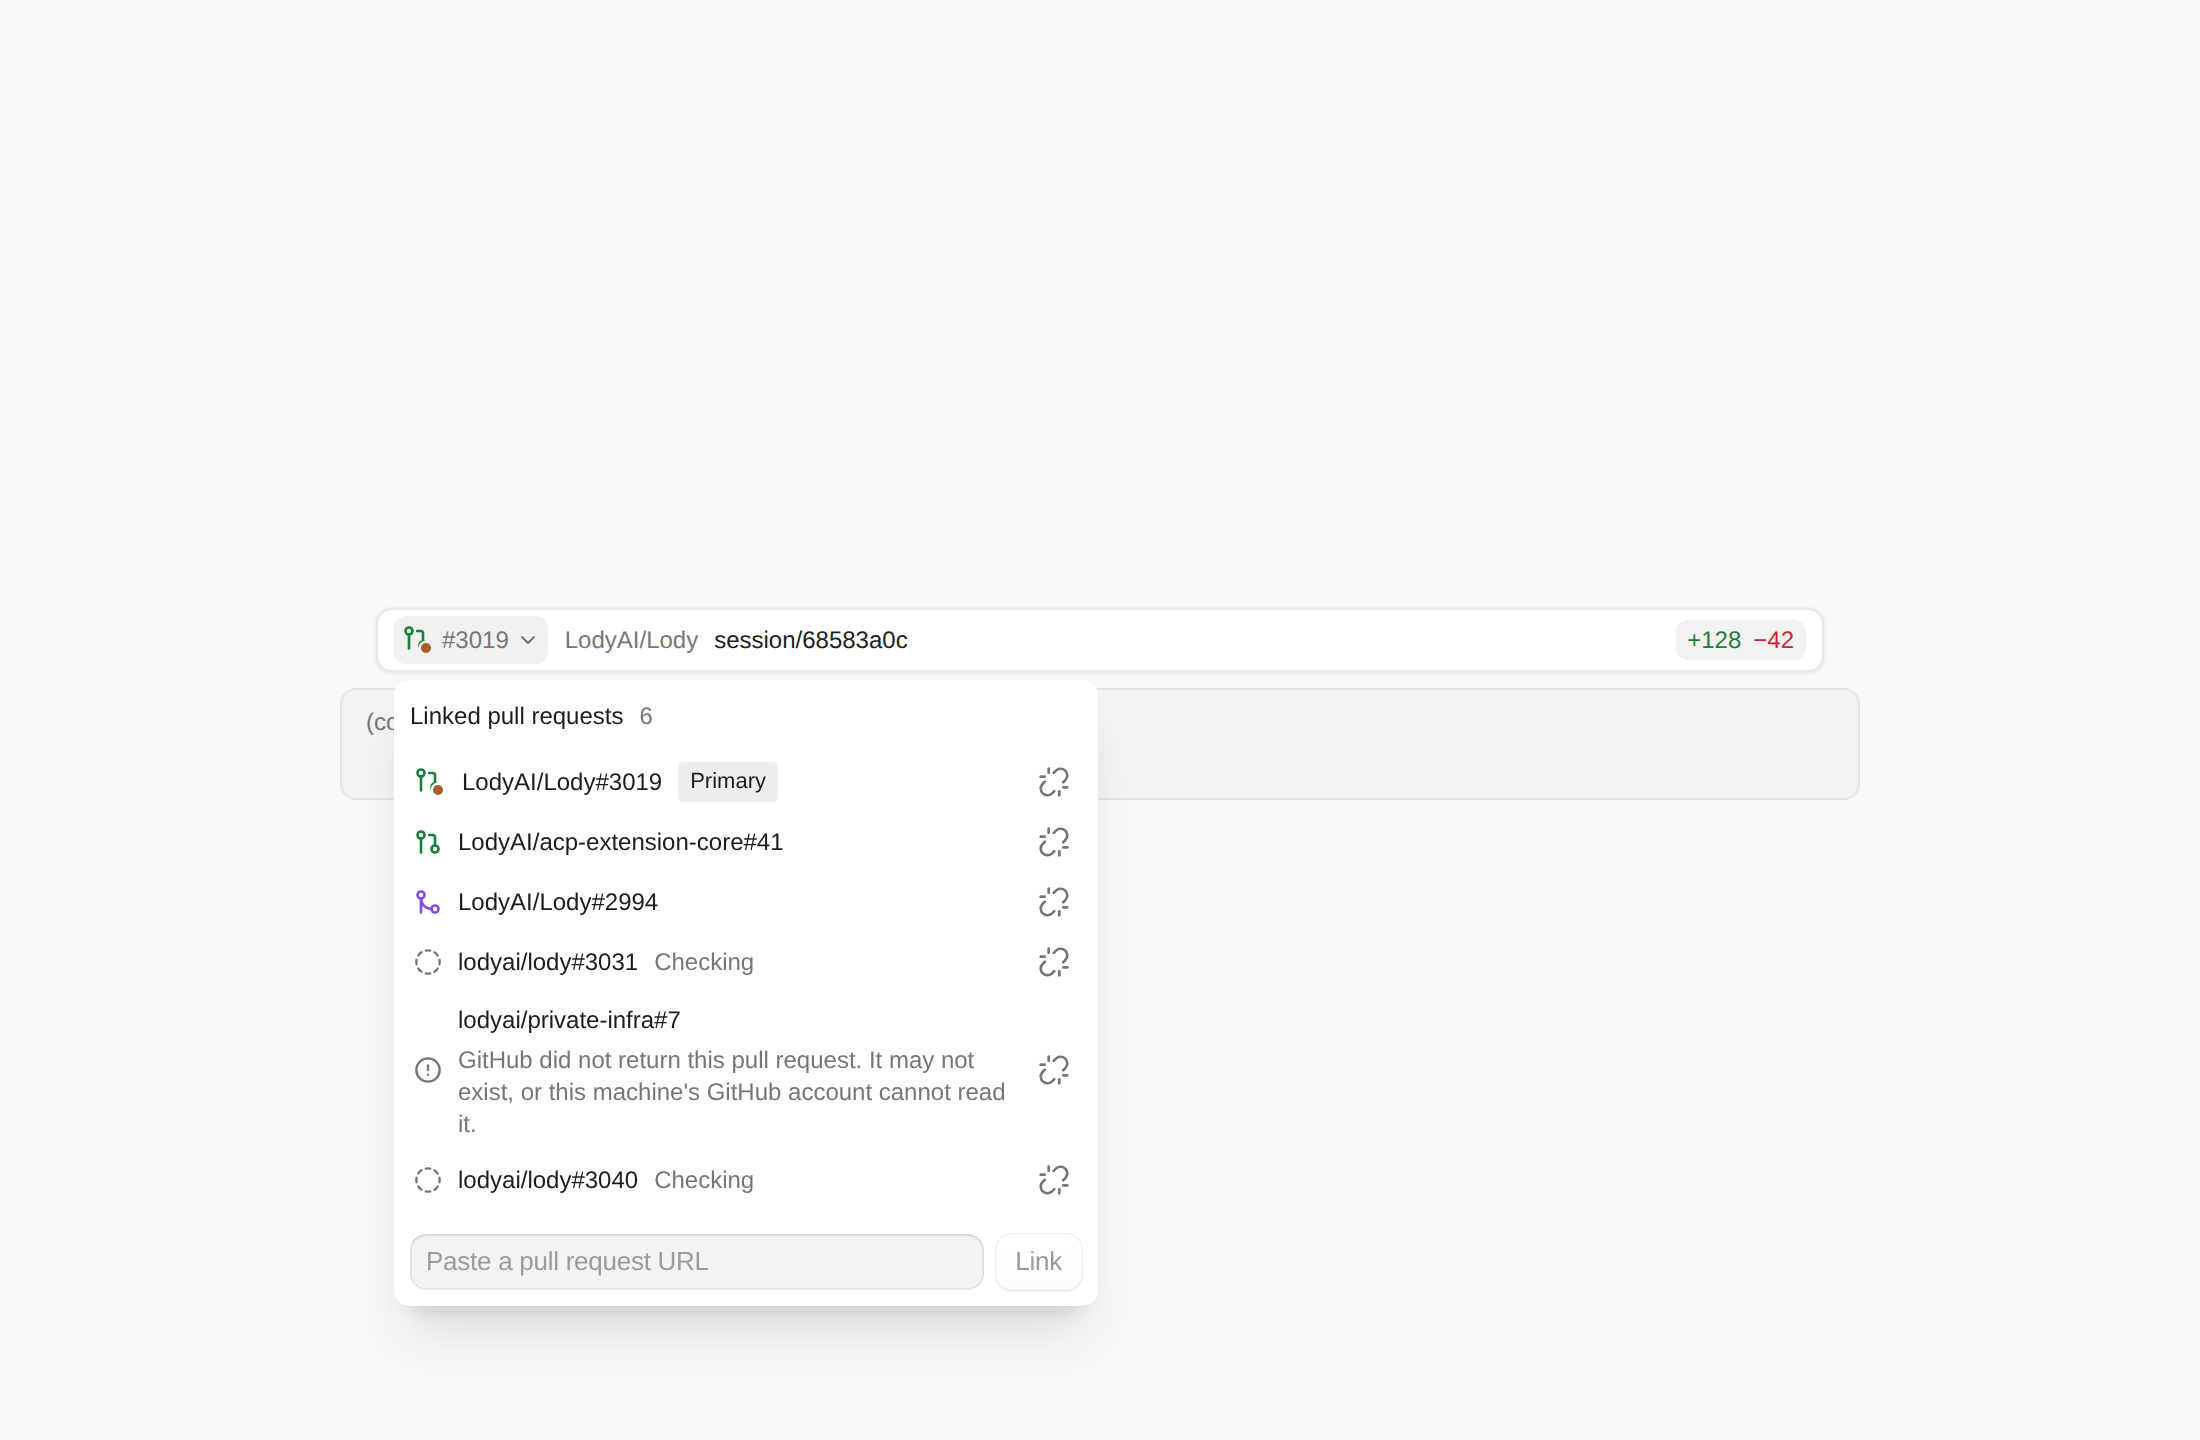 #3019 LodyAI/Lody session/68583a0c +128 −42
(co
Linked pull requests 6
LodyAI/Lody#3019 Primary
LodyAI/acp-extension-core#41
LodyAI/Lody#2994
lodyai/lody#3031 Checking
lodyai/private-infra#7
GitHub did not return this pull request. It may not
exist, or this machine's GitHub account cannot read
it.
lodyai/lody#3040 Checking
Paste a pull request URL Link